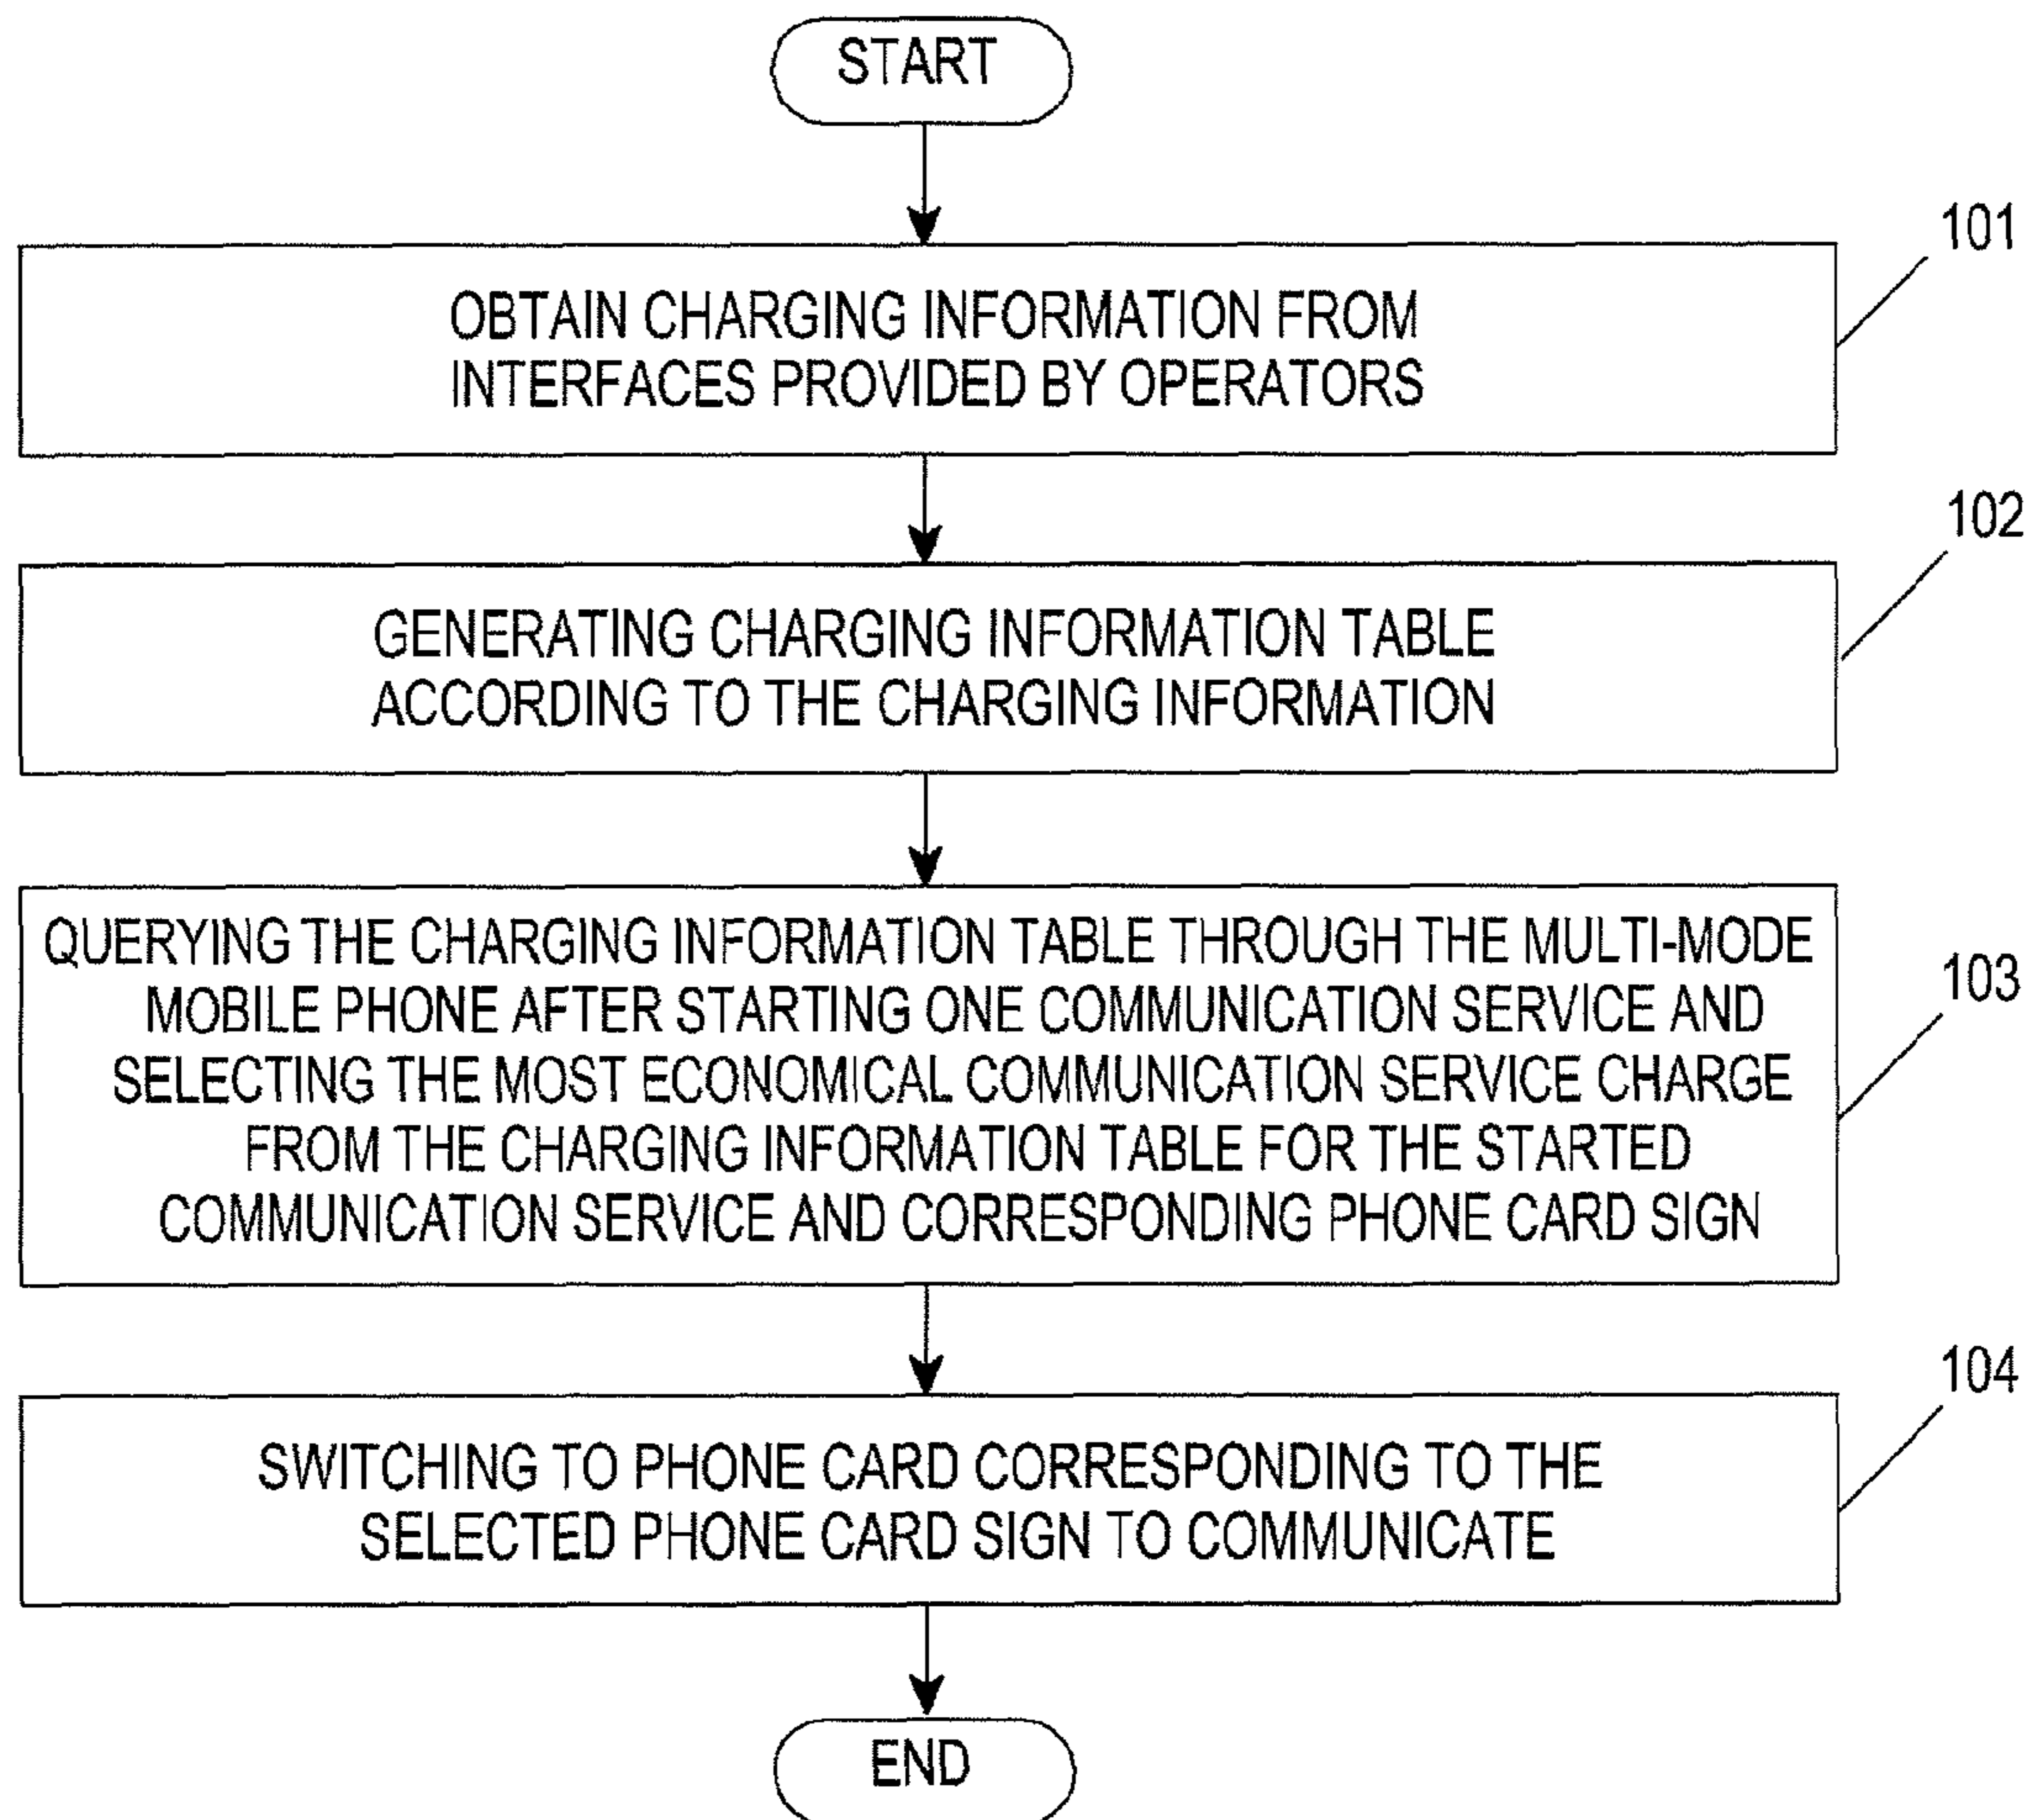 START
101
OBTAIN CHARGING INFORMATION FROM
INTERFACES PROVIDED BY OPERATORS
102
GENERATING CHARGING INFORMATION TABLE
ACCORDING TO THE CHARGING INFORMATION
QUERYING THE CHARGING INFORMATION TABLE THROUGH THE MULTI-MODE
MOBILE PHONE AFTER STARTING ONE COMMUNICATION SERVICE AND
SELECTING THE MOST ECONOMICAL COMMUNICATION SERVICE CHARGE
FROM THE CHARGING INFORMATION TABLE FOR THE STARTED
COMMUNICATION SERVICE AND CORRESPONDING PHONE CARD SIGN
103
104
SWITCHING TO PHONE CARD CORRESPONDING TO THE
SELECTED PHONE CARD SIGN TO COMMUNICATE
END